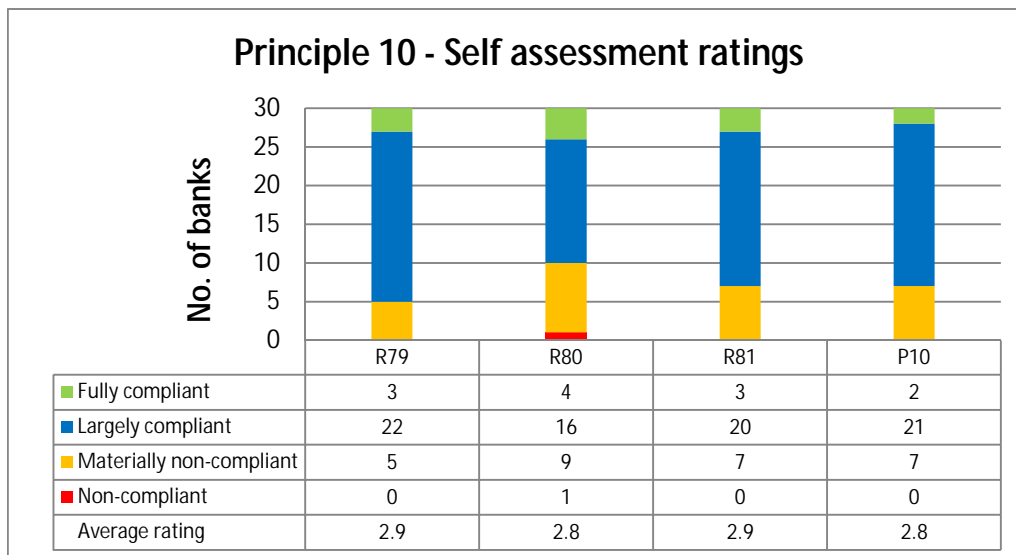 Principle 10 - Self assessment ratings
No. of banks
30
25
20
15
10
5
0
R79 R80 R81 P10
Fully compliant 3 4 3 2
Largely compliant 22 16 20 21
Materially non-compliant 5 9 7 7
Non-compliant 0 1 0 0
Average rating 2.9 2.8 2.9 2.8